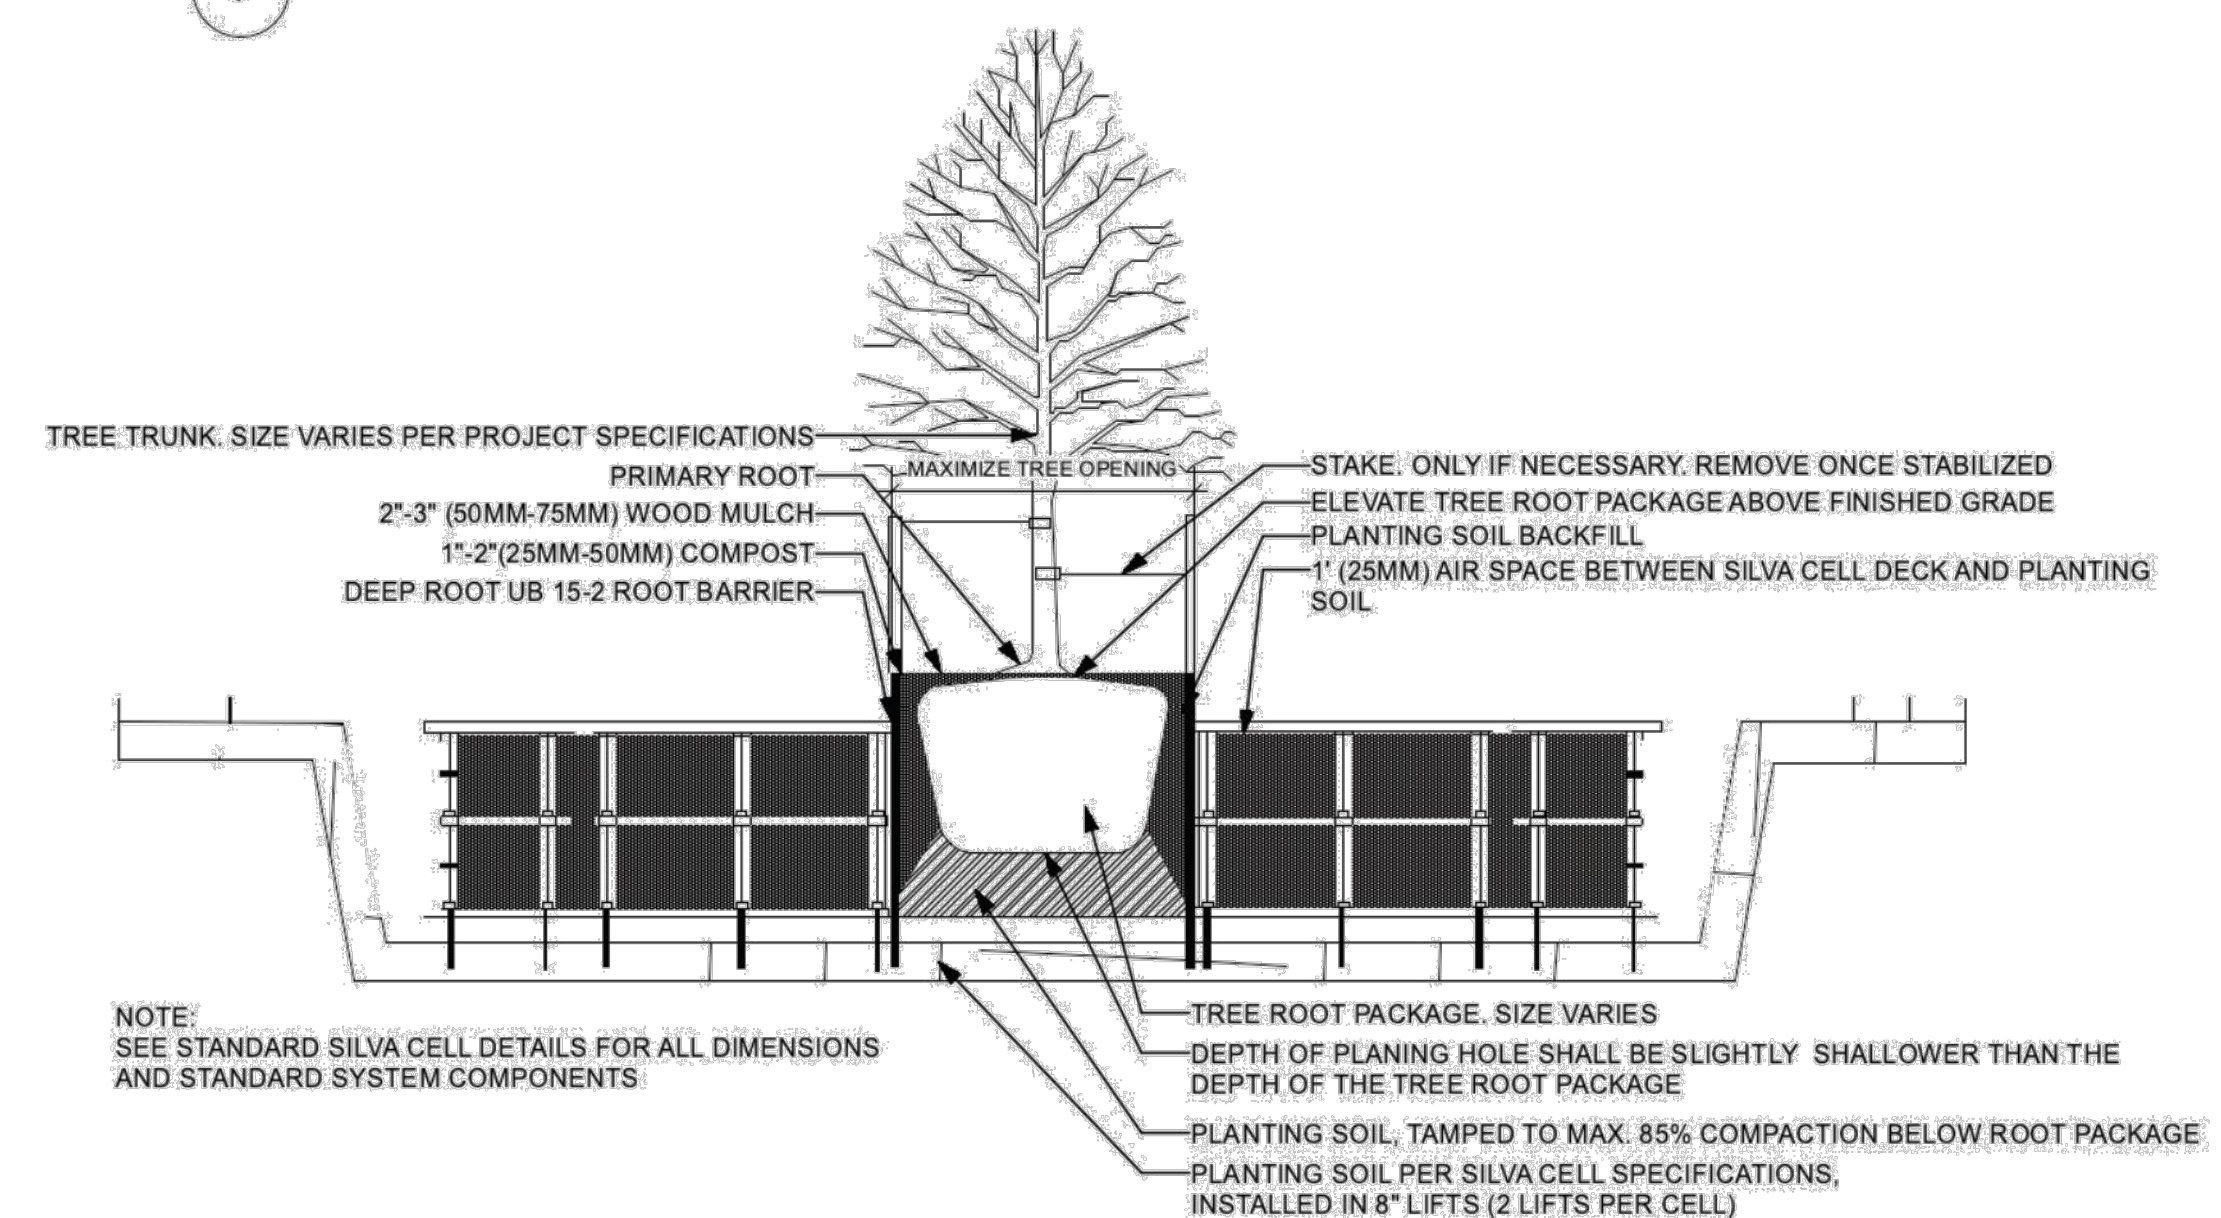 TREE TRUNK. SIZE VARIES PER PROJECT SPECIFICATIONS
PRIMARY ROOT
2"-3" (50MM-75MM) WOOD MULCH
1"-2"(25MM-50MM) COMPOST
DEEP ROOT UB 15-2 ROOT BARRIER
MAXIMIZE TREE OPENING
STAKE. ONLY IF NECESSARY. REMOVE ONCE STABILIZED
ELEVATE TREE ROOT PACKAGE ABOVE FINISHED GRADE
PLANTING SOIL BACKFILL
1' (25MM) AIR SPACE BETWEEN SILVA CELL DECK AND PLANTING
SOIL
NOTE:
SEE STANDARD SILVA CELL DETAILS FOR ALL DIMENSIONS
AND STANDARD SYSTEM COMPONENTS
TREE ROOT PACKAGE. SIZE VARIES
DEPTH OF PLANING HOLE SHALL BE SLIGHTLY SHALLOWER THAN THE
DEPTH OF THE TREE ROOT PACKAGE
PLANTING SOIL, TAMPED TO MAX. 85% COMPACTION BELOW ROOT PACKAGE
PLANTING SOIL PER SILVA CELL SPECIFICATIONS,
INSTALLED IN 8" LIFTS (2 LIFTS PER CELL)